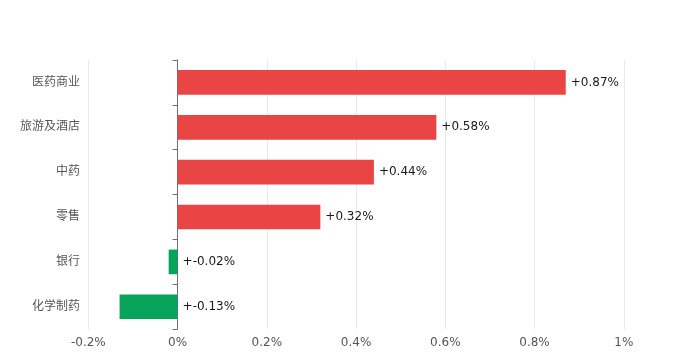 医药商业 +0.87%
旅游及酒店 +0.58%
中药 +0.44%
零售 +0.32%
银行 +-0.02%
化学制药 +-0.13%
-0.2% 0% 0.2% 0.4% 0.6% 0.8% 1%